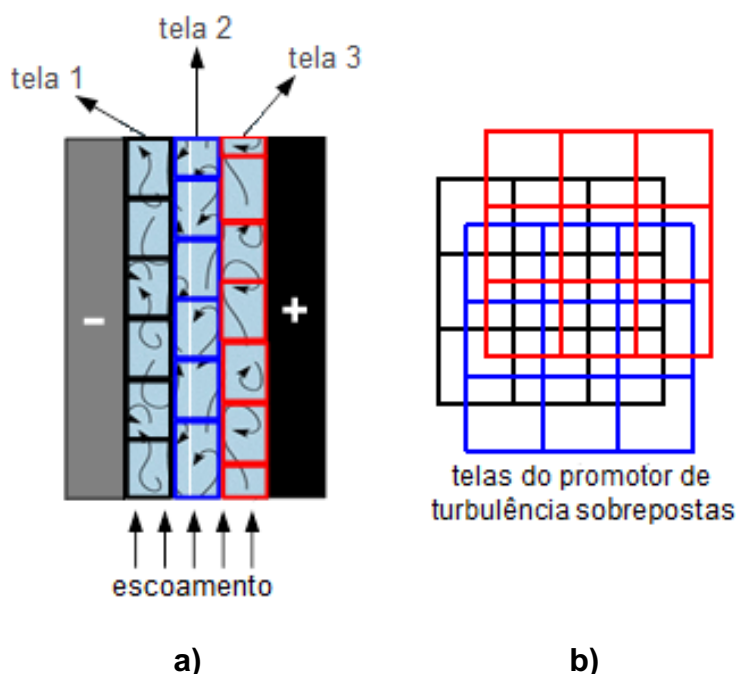 tela 1
tela 2
tela 3
-
+
escoamento
telas do promotor de
turbulência sobrepostas
a)
b)